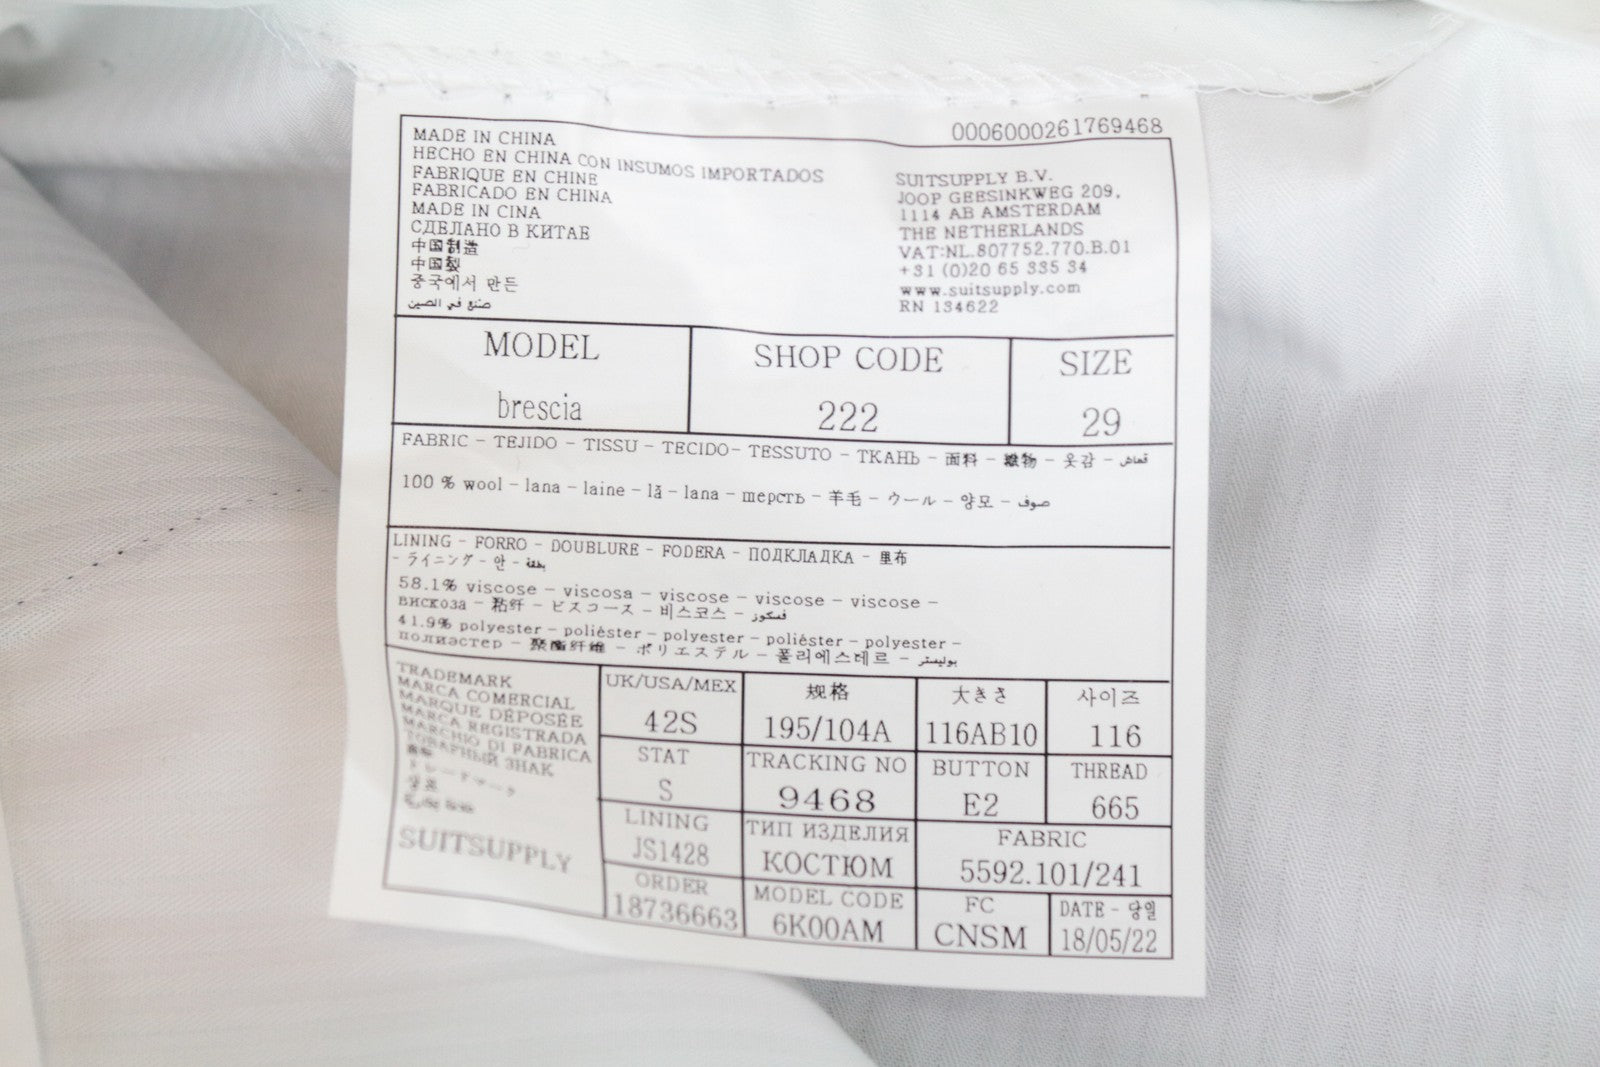 0006000261769468
MADE IN CHINA
HECHO EN CHINA CON INSUMOS IMPORTADOS
FABRIQUE EN CHINE
FABRICADO EN CHINA
MADE IN CINA
СДЕЛАНО В КИТАЕ
中国制造
中国製
중국에서 만든
صنع في الصين
SUITSUPPLY B.V.
JOOP GEESINKWEG 209,
1114 AB AMSTERDAM
THE NETHERLANDS
VAT:NL.807752.770.B.01
+31 (0)20 65 335 34
www.suitsupply.com
RN 134622
MODEL
brescia
SHOP CODE
222
SIZE
29
FABRIC - TEJIDO - TISSU - TECIDO- TESSUTO - ТКАНЬ - 面料 - 織物 - 옷감 - قماش
100 % wool - lana - laine - lã - lana - шерсть - 羊毛 - ウール - 양모 - صوف
LINING - FORRO - DOUBLURE - FODERA - ПОДКЛАДКА - 里布
- ライニング - 안 - بطانة
58.1% viscose - viscosa - viscose - viscose - viscose -
вискоза - 粘纤 - ビスコース - 비스코스 - فسكوز
41.9% polyester - poliéster - polyester - poliéster - polyester -
полиэстер - 聚酯纤维 - ポリエステル - 폴리에스테르 - بوليستر
TRADEMARK
MARCA COMERCIAL
MARQUE DÉPOSÉE
MARCA REGISTRADA
MARCHIO DI FABRICA
ТОВАРНЫЙ ЗНАК
トレードマーク
SUITSUPPLY
UK/USA/MEX
42S
规格
195/104A
大きさ
116AB10
사이즈
116
STAT
S
TRACKING NO
9468
BUTTON
E2
THREAD
665
LINING
JS1428
ТИП ИЗДЕЛИЯ
КОСТЮМ
FABRIC
5592.101/241
ORDER
18736663
MODEL CODE
6K00AM
FC
CNSM
DATE - 당일
18/05/22